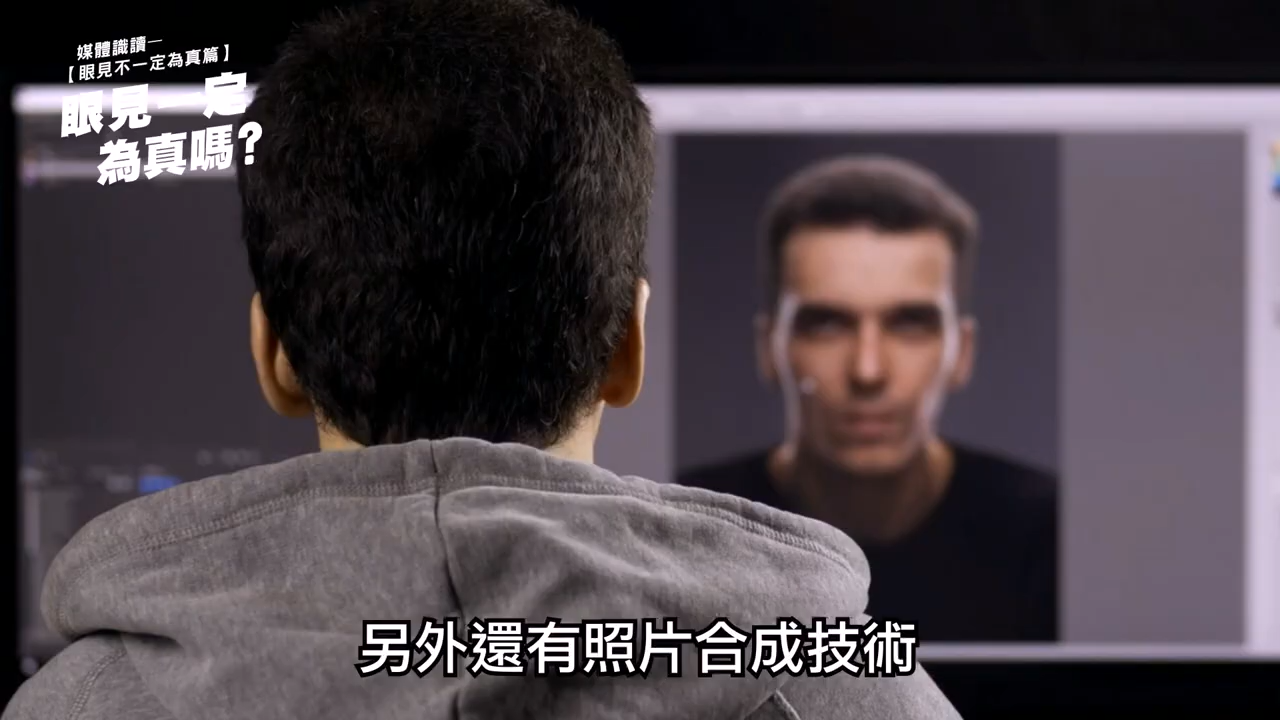 媒體識讀—
【眼見不一定為真篇】
眼見一定
為真嗎?
另外還有照片合成技術